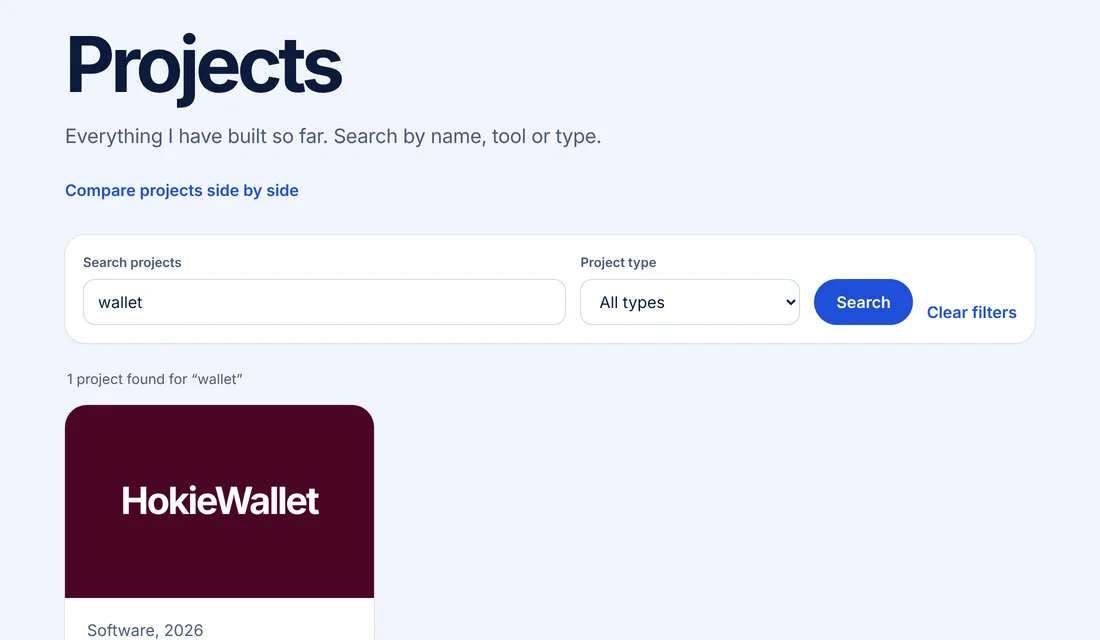 Projects
Everything I have built so far. Search by name, tool or type.
Compare projects side by side
Search projects
Project type
wallet
All types
Search
Clear filters
1 project found for “wallet”
HokieWallet
Software, 2026